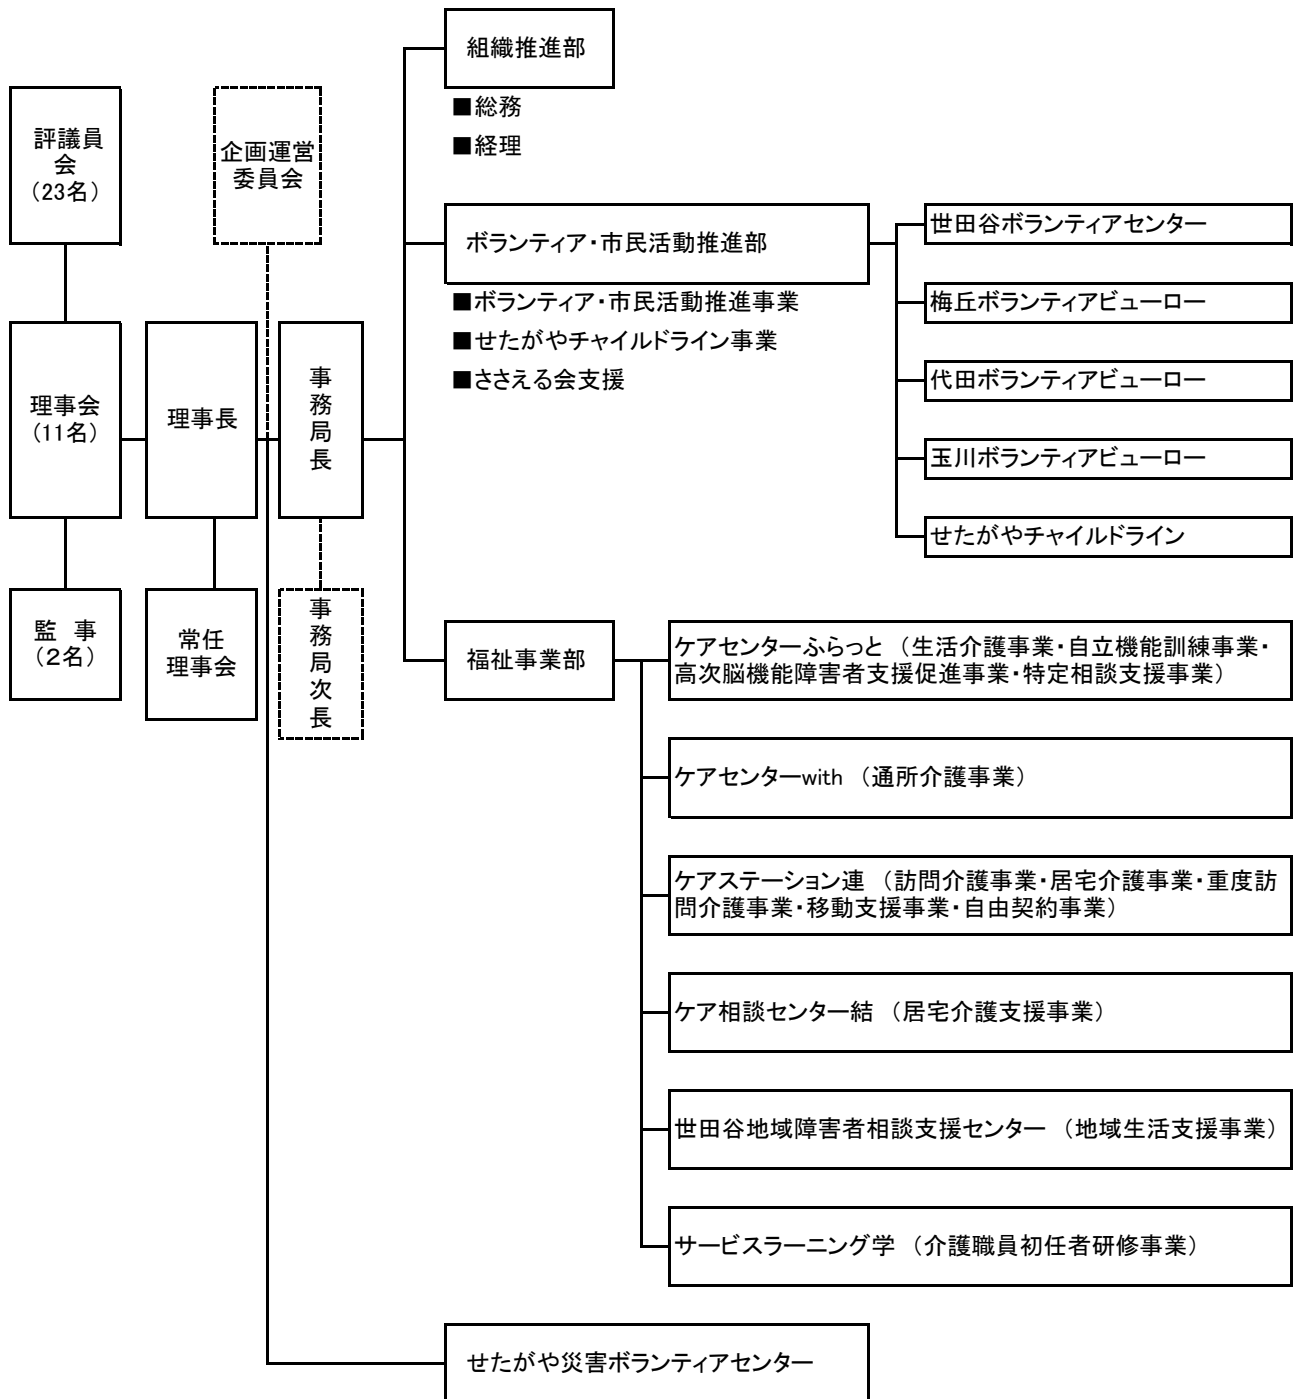 評議員
会
（23名）
理事会
（11名）
監　事
（２名）
企画運営
委員会
理事長
常任
理事会
事務局長
事務局次長
組織推進部
■総務
■経理
ボランティア・市民活動推進部
■ボランティア・市民活動推進事業
■せたがやチャイルドライン事業
■ささえる会支援
世田谷ボランティアセンター
梅丘ボランティアビューロー
代田ボランティアビューロー
玉川ボランティアビューロー
せたがやチャイルドライン
福祉事業部
ケアセンターふらっと　（生活介護事業・自立機能訓練事業・
高次脳機能障害者支援促進事業・特定相談支援事業）
ケアセンターwith　（通所介護事業）
ケアステーション連　（訪問介護事業・居宅介護事業・重度訪
問介護事業・移動支援事業・自由契約事業）
ケア相談センター結　（居宅介護支援事業）
世田谷地域障害者相談支援センター　（地域生活支援事業）
サービスラーニング学　（介護職員初任者研修事業）
せたがや災害ボランティアセンター